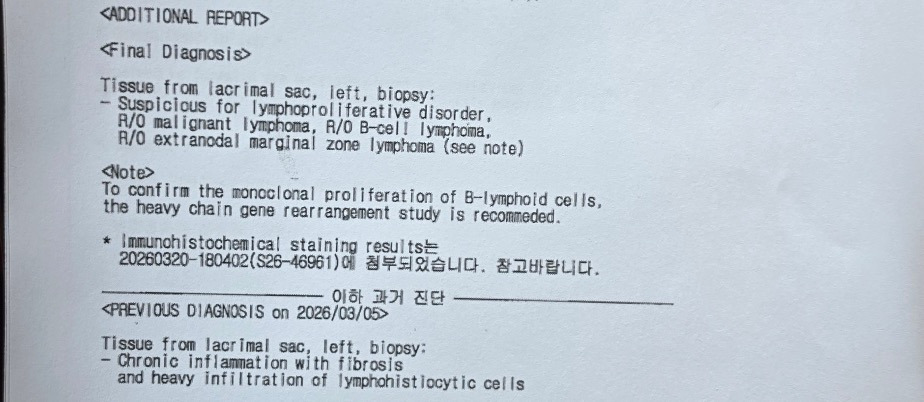 <ADDITIONAL REPORT>
<Final Diagnosis>
Tissue from lacrimal sac, left, biopsy:
- Suspicious for lymphoproliferative disorder,
R/O malignant lymphoma, R/O B-cell lymphoma,
R/O extranodal marginal zone lymphoma (see note)
<Note>
To confirm the monoclonal proliferation of B-lymphoid cells,
the heavy chain gene rearrangement study is recommeded.
* Immunohistochemical staining results는
20260320-180402(S26-46961)에 첨부되었습니다. 참고바랍니다.
이하 과거 진단
<PREVIOUS DIAGNOSIS on 2026/03/05>
Tissue from lacrimal sac, left, biopsy:
- Chronic inflammation with fibrosis
and heavy infiltration of lymphohistiocytic cells